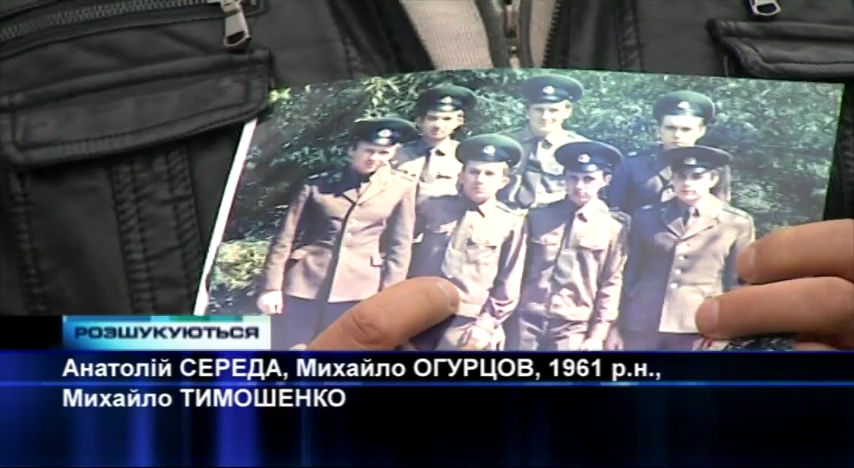 РОЗШУКУЮТЬСЯ
Анатолій СЕРЕДА, Михайло ОГУРЦОВ, 1961 р.н.,
Михайло ТИМОШЕНКО